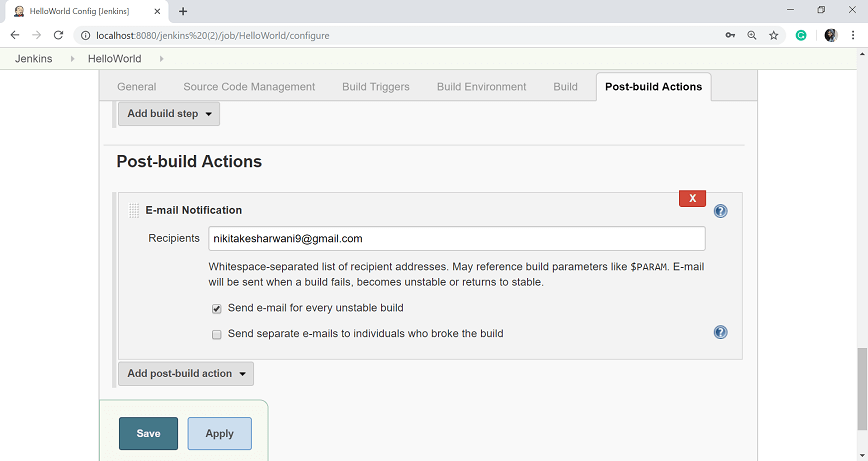 HelloWorld Config [Jenkins]
localhost:8080/jenkins%20(2)/job/HelloWorld/configure
Jenkins HelloWorld
General Source Code Management Build Triggers Build Environment Build Post-build Actions
Add build step
Post-build Actions
X
E-mail Notification
Recipients nikitakesharwani9@gmail.com
Whitespace-separated list of recipient addresses. May reference build parameters like $PARAM. E-mail
will be sent when a build fails, becomes unstable or returns to stable.
Send e-mail for every unstable build
Send separate e-mails to individuals who broke the build
Add post-build action
Save Apply